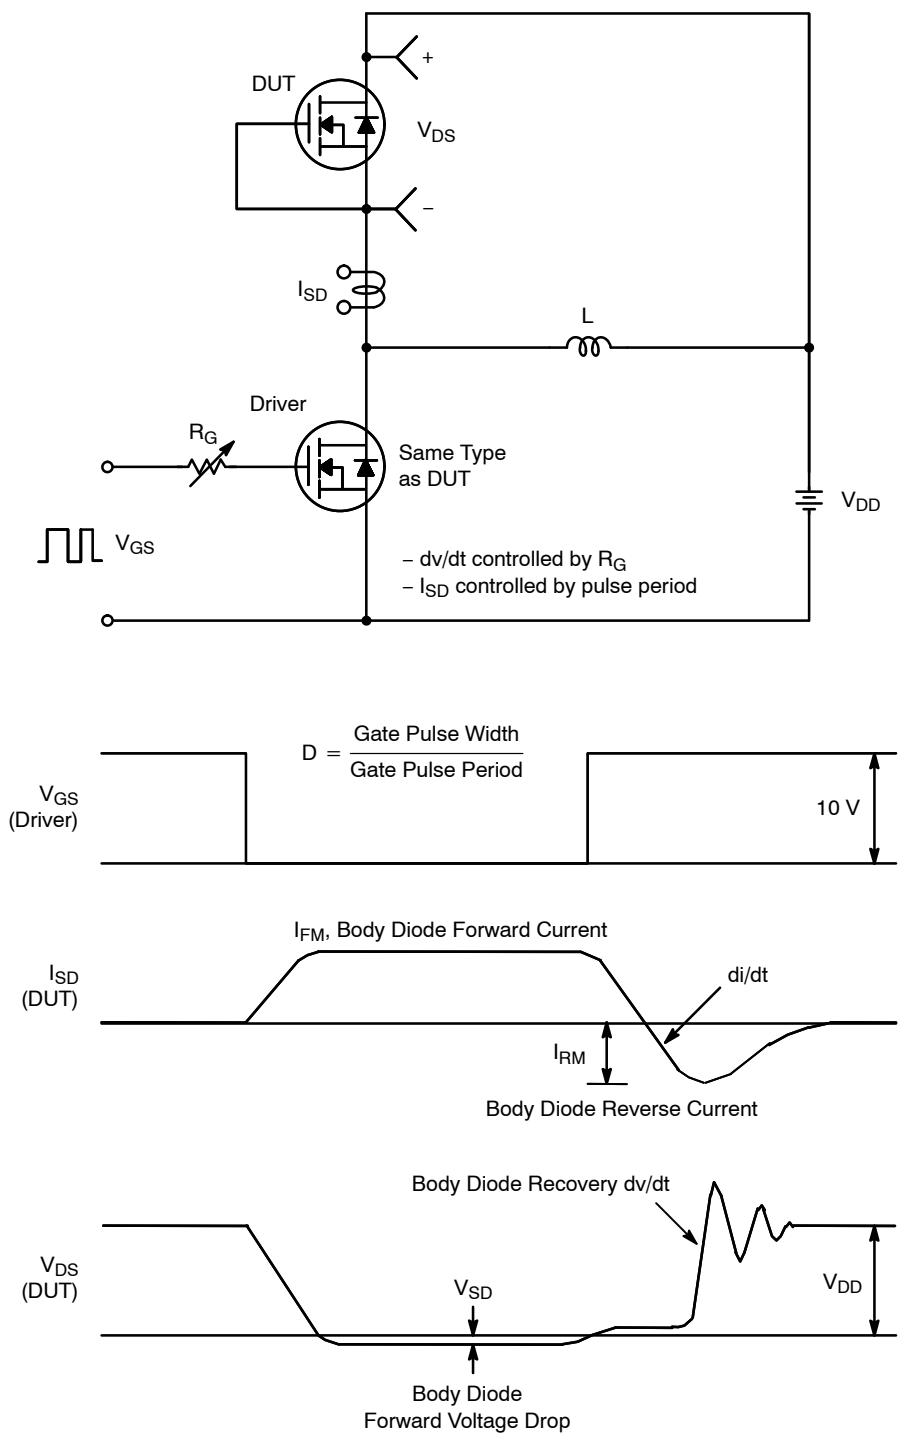 +
DUT
V_DS
−
I_SD
L
Driver
R_G
Same Type
as DUT
V_DD
V_GS
− dv/dt controlled by R_G
− I_SD controlled by pulse period
D = Gate Pulse Width
Gate Pulse Period
V_GS
(Driver)
10 V
I_FM, Body Diode Forward Current
I_SD
(DUT)
di/dt
I_RM
Body Diode Reverse Current
Body Diode Recovery dv/dt
V_DS
(DUT)
V_SD
V_DD
Body Diode
Forward Voltage Drop